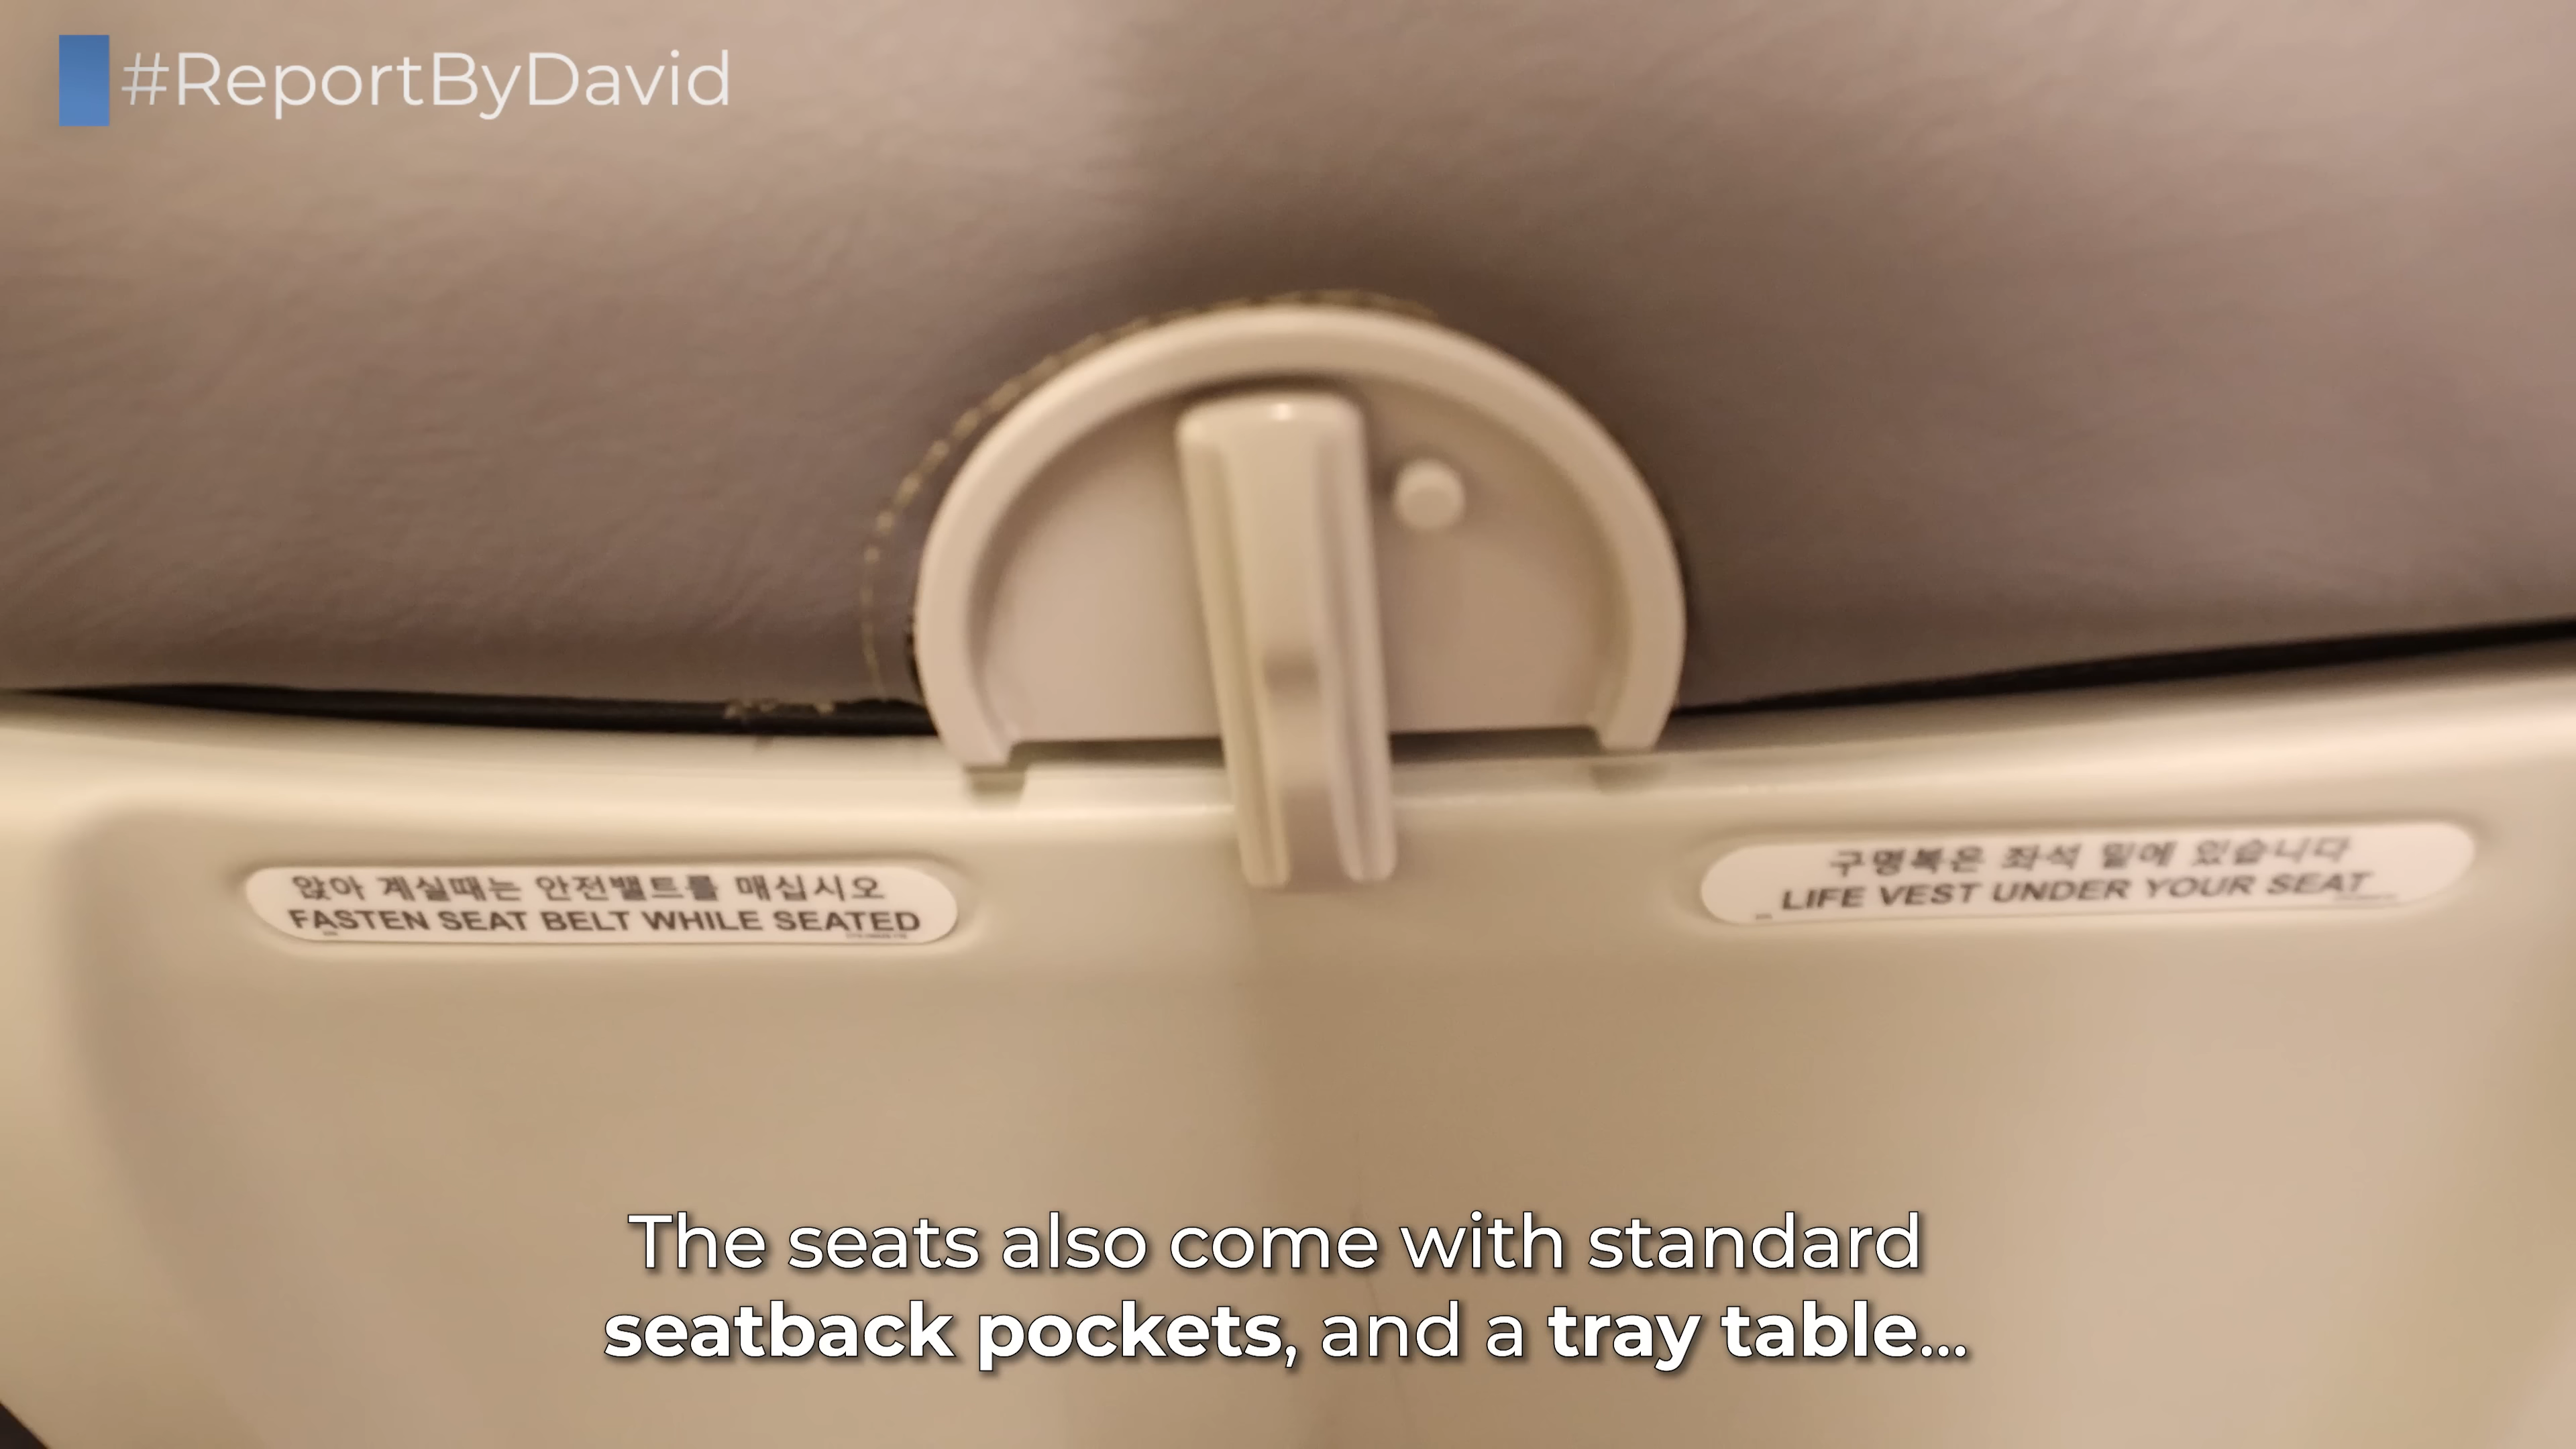 #ReportByDavid
앉아 계실때는 안전밸트를 매십시오
FASTEN SEAT BELT WHILE SEATED
구명복은 좌석 밑에 있습니다
LIFE VEST UNDER YOUR SEAT
The seats also come with standard
seatback pockets, and a tray table...